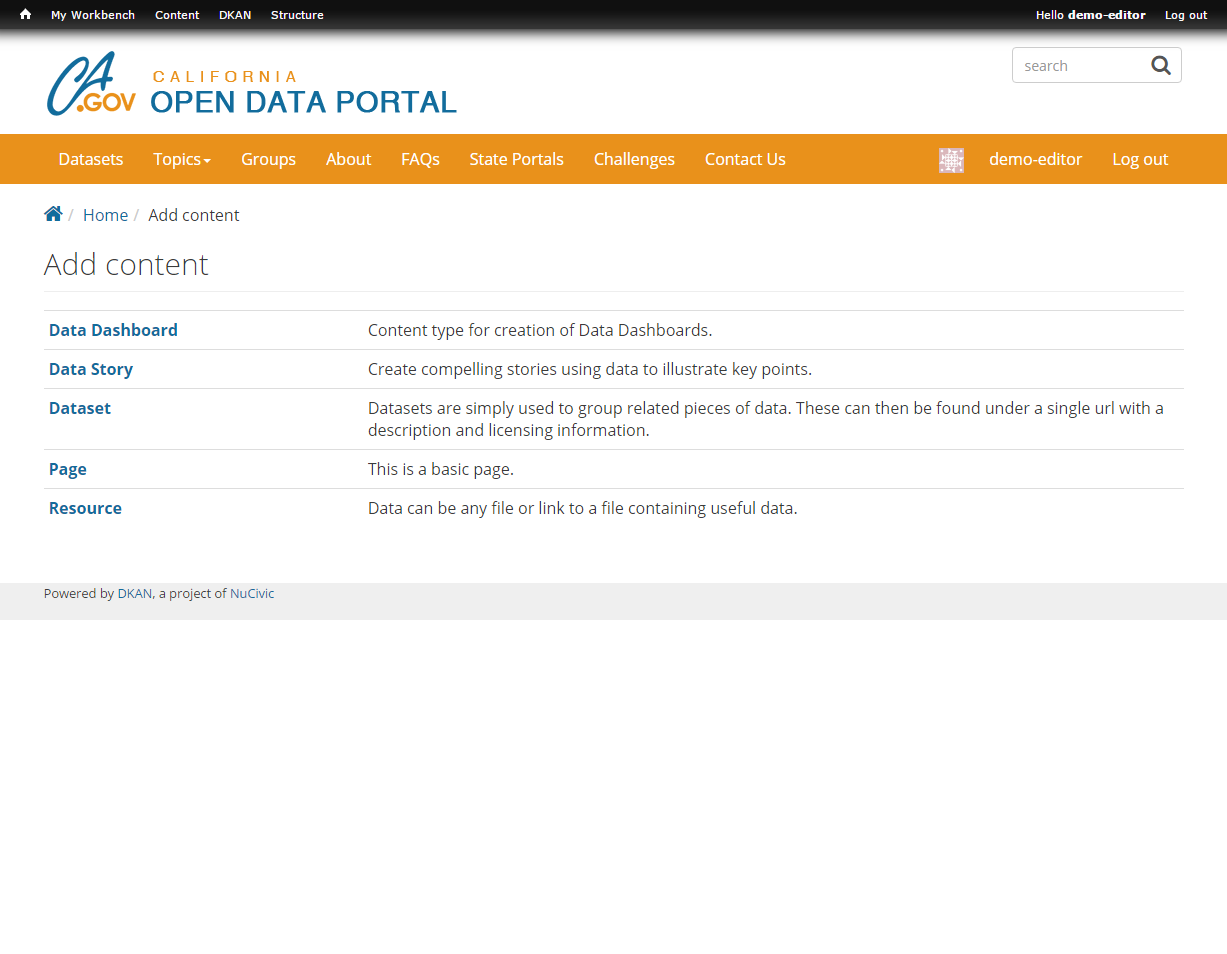 My Workbench Content DKAN Structure Hello demo-editor Log out
CA.GOV CALIFORNIA
OPEN DATA PORTAL
search
Datasets Topics Groups About FAQs State Portals Challenges Contact Us demo-editor Log out
/ Home / Add content
Add content
Data Dashboard Content type for creation of Data Dashboards.
Data Story Create compelling stories using data to illustrate key points.
Dataset Datasets are simply used to group related pieces of data. These can then be found under a single url with a
description and licensing information.
Page This is a basic page.
Resource Data can be any file or link to a file containing useful data.
Powered by DKAN, a project of NuCivic